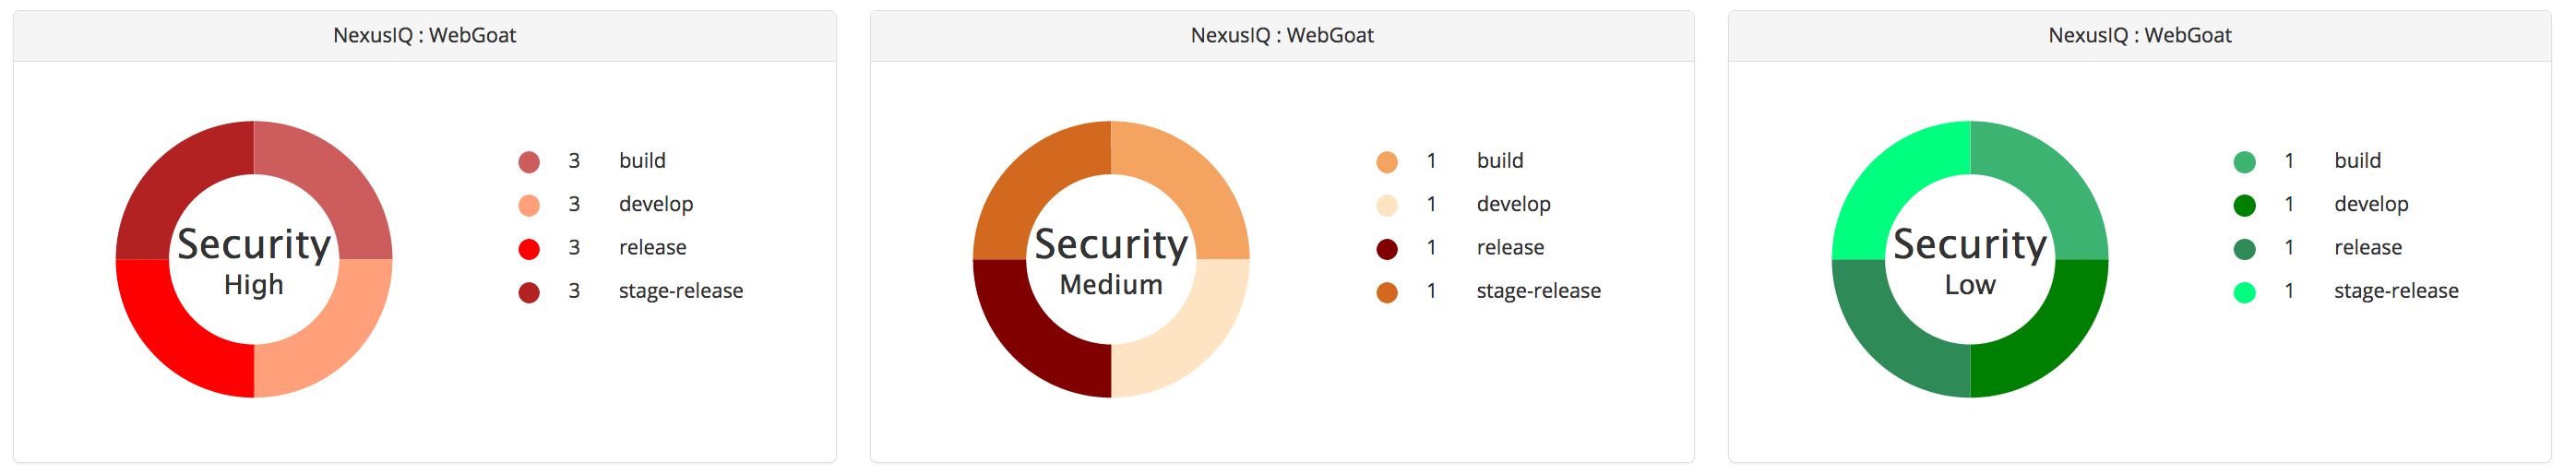 NexusIQ : WebGoat
Security
High
3 build
3 develop
3 release
3 stage-release
NexusIQ : WebGoat
Security
Medium
1 build
1 develop
1 release
1 stage-release
NexusIQ : WebGoat
Security
Low
1 build
1 develop
1 release
1 stage-release